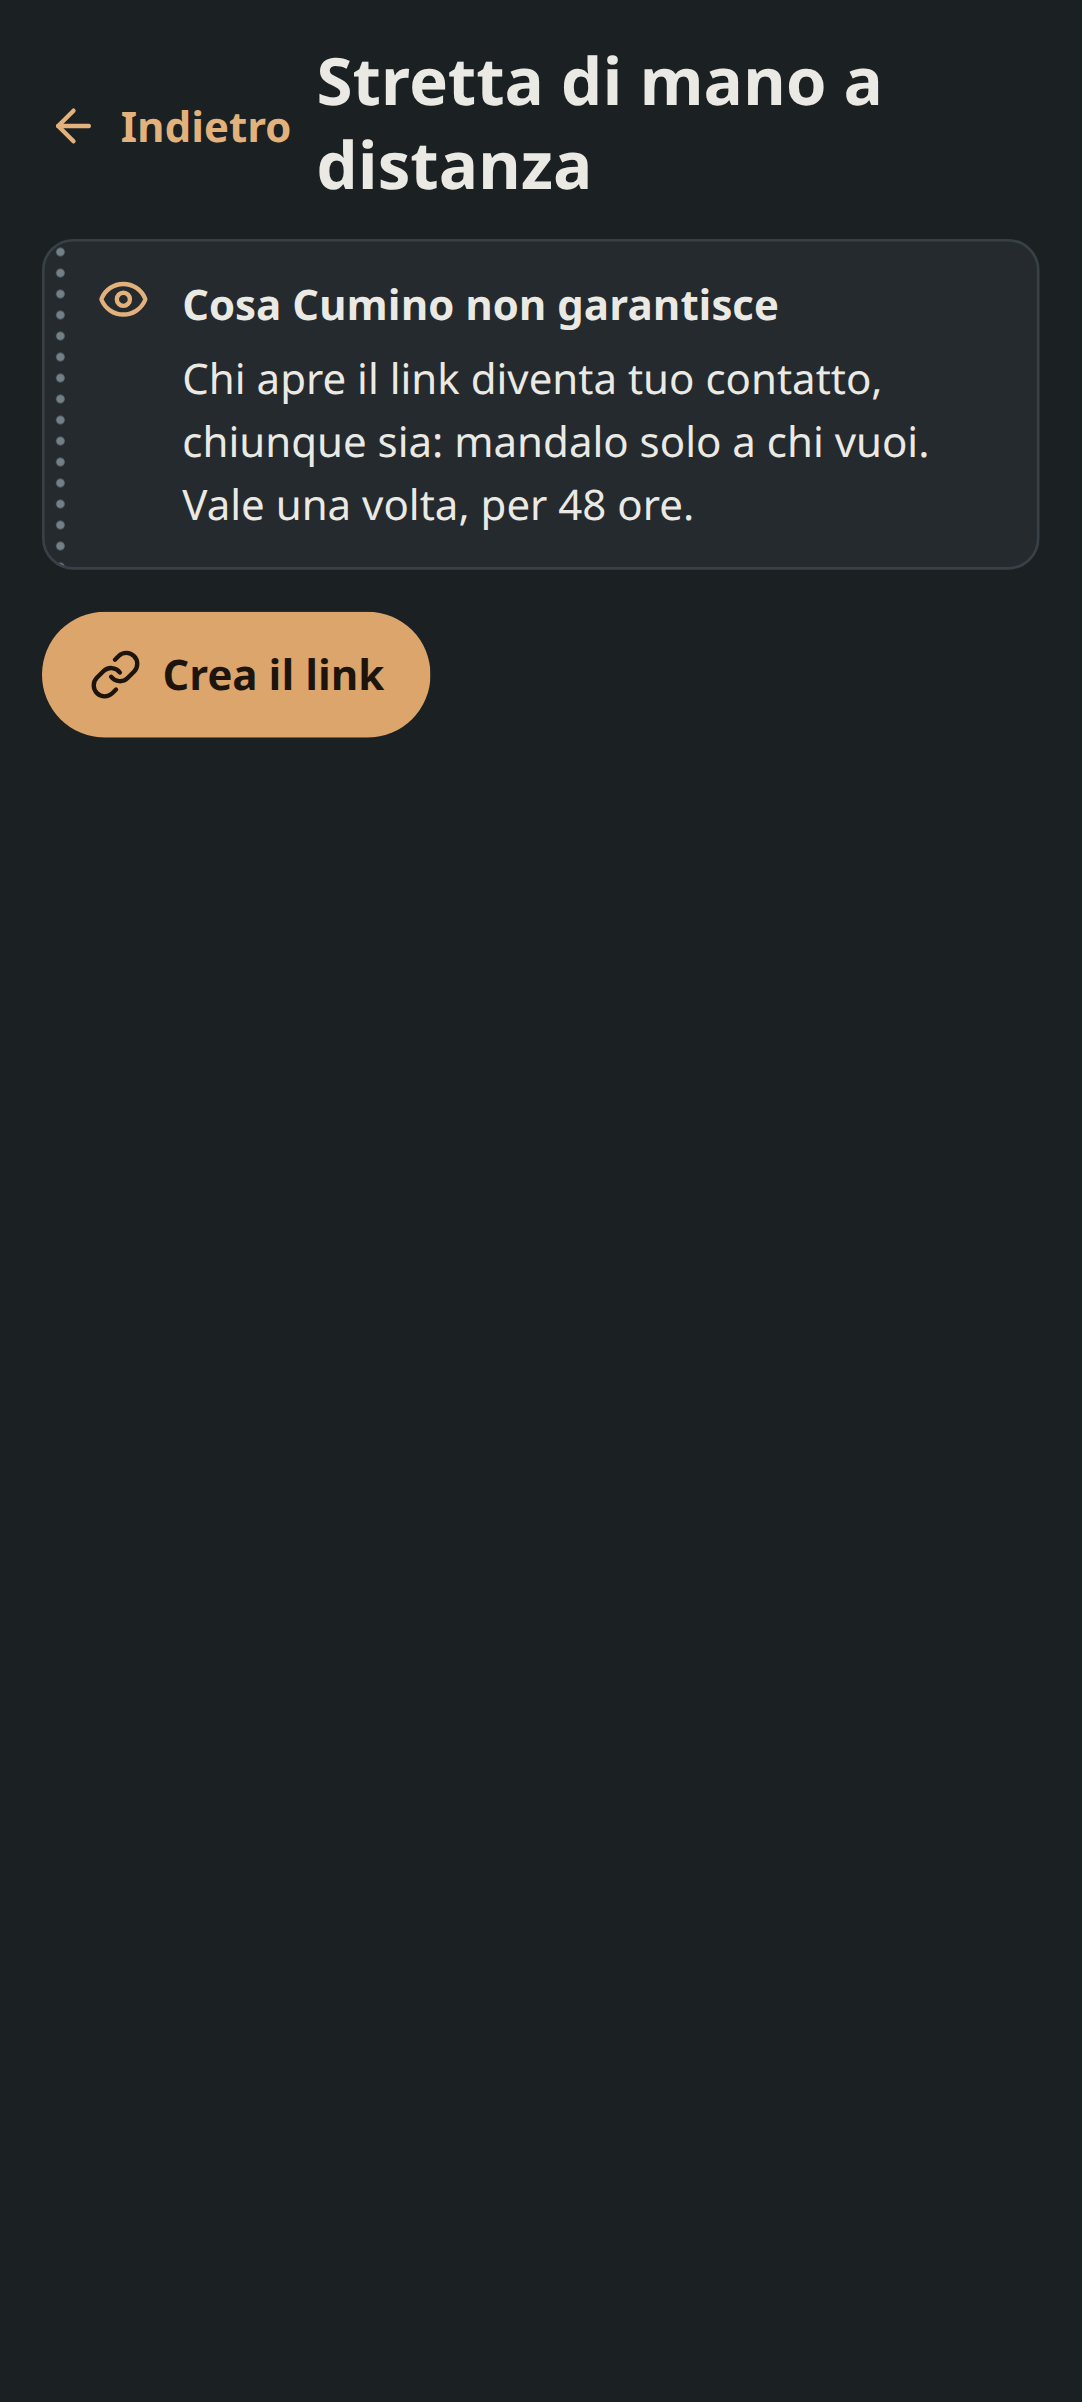 Indietro
Stretta di mano a
distanza
Cosa Cumino non garantisce
Chi apre il link diventa tuo contatto,
chiunque sia: mandalo solo a chi vuoi.
Vale una volta, per 48 ore.
Crea il link